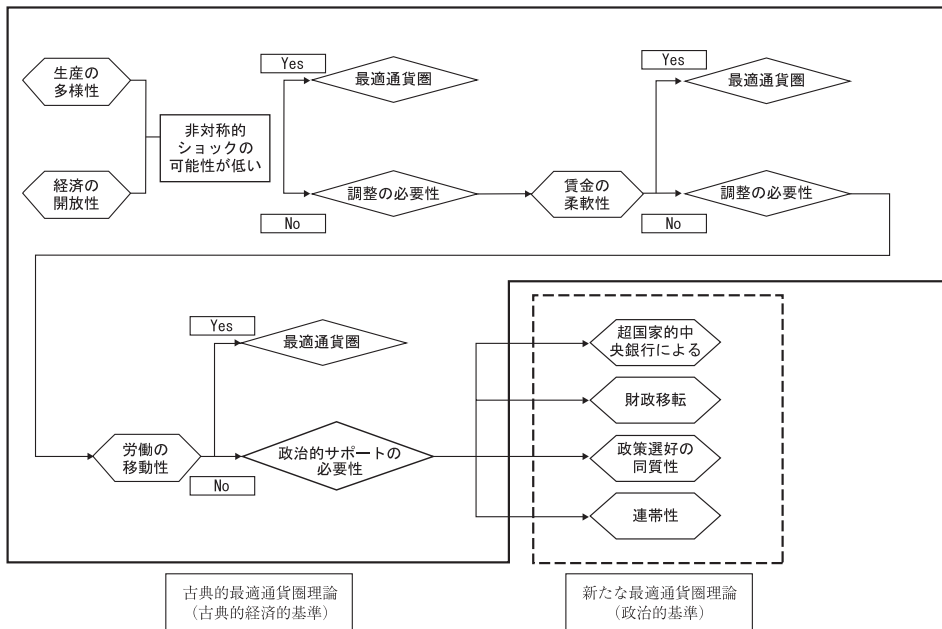 生産の
多様性
経済の
開放性
非対称的
ショックの
可能性が低い
Yes
最適通貨圏
調整の必要性
No
賃金の
柔軟性
Yes
最適通貨圏
調整の必要性
No
労働の
移動性
Yes
最適通貨圏
政治的サポートの
必要性
No
超国家的中
央銀行による
財政移転
政策選好の
同質性
連帯性
古典的最適通貨圏理論
(古典的経済的基準)
新たな最適通貨圏理論
(政治的基準)